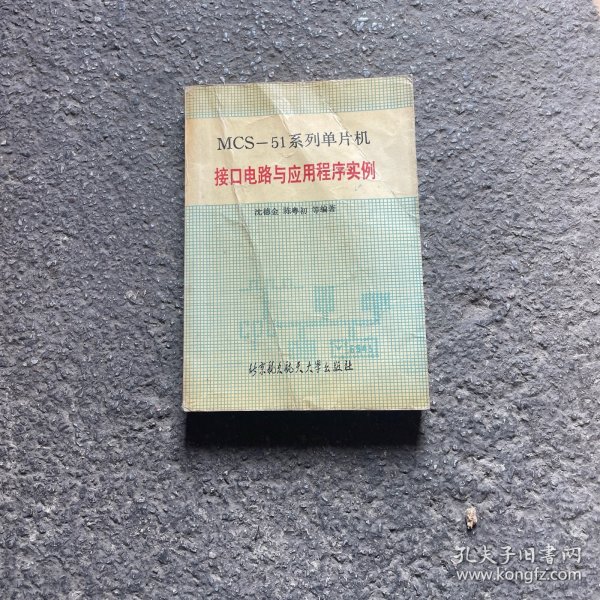 MCS-51系列单片机
接口电路与应用程序实例
沈德金 陈粤初 等编著
北京航空航天大学出版社
孔夫子旧书网
www.kongfz.com